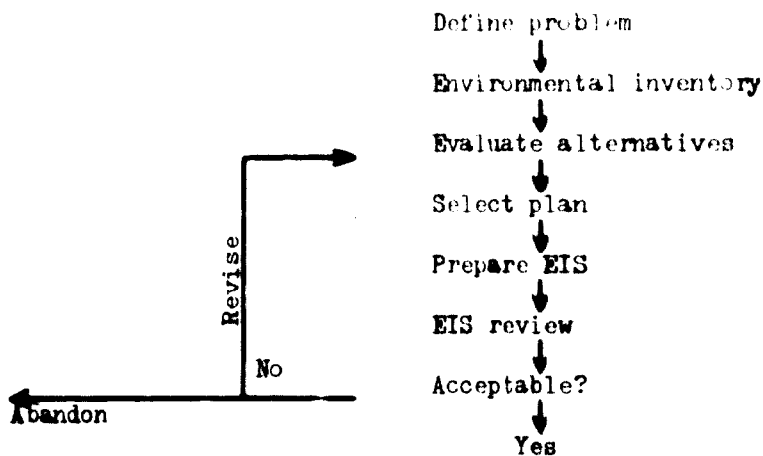 Define problem
Environmental inventory
Evaluate alternatives
Select plan
Prepare EIS
Revise
EIS review
No
Acceptable?
Abandon
Yes